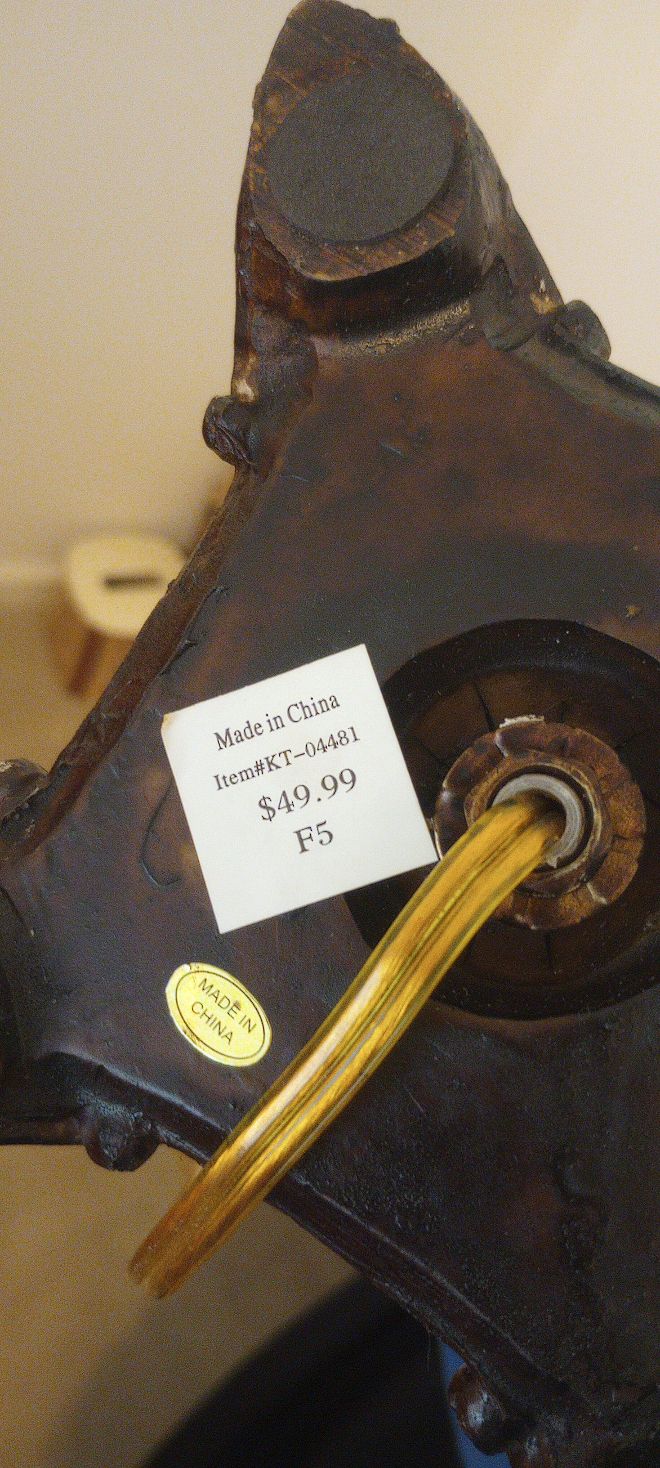 Made in China
Item#KT-04481
$49.99
F5
MADE IN
CHINA